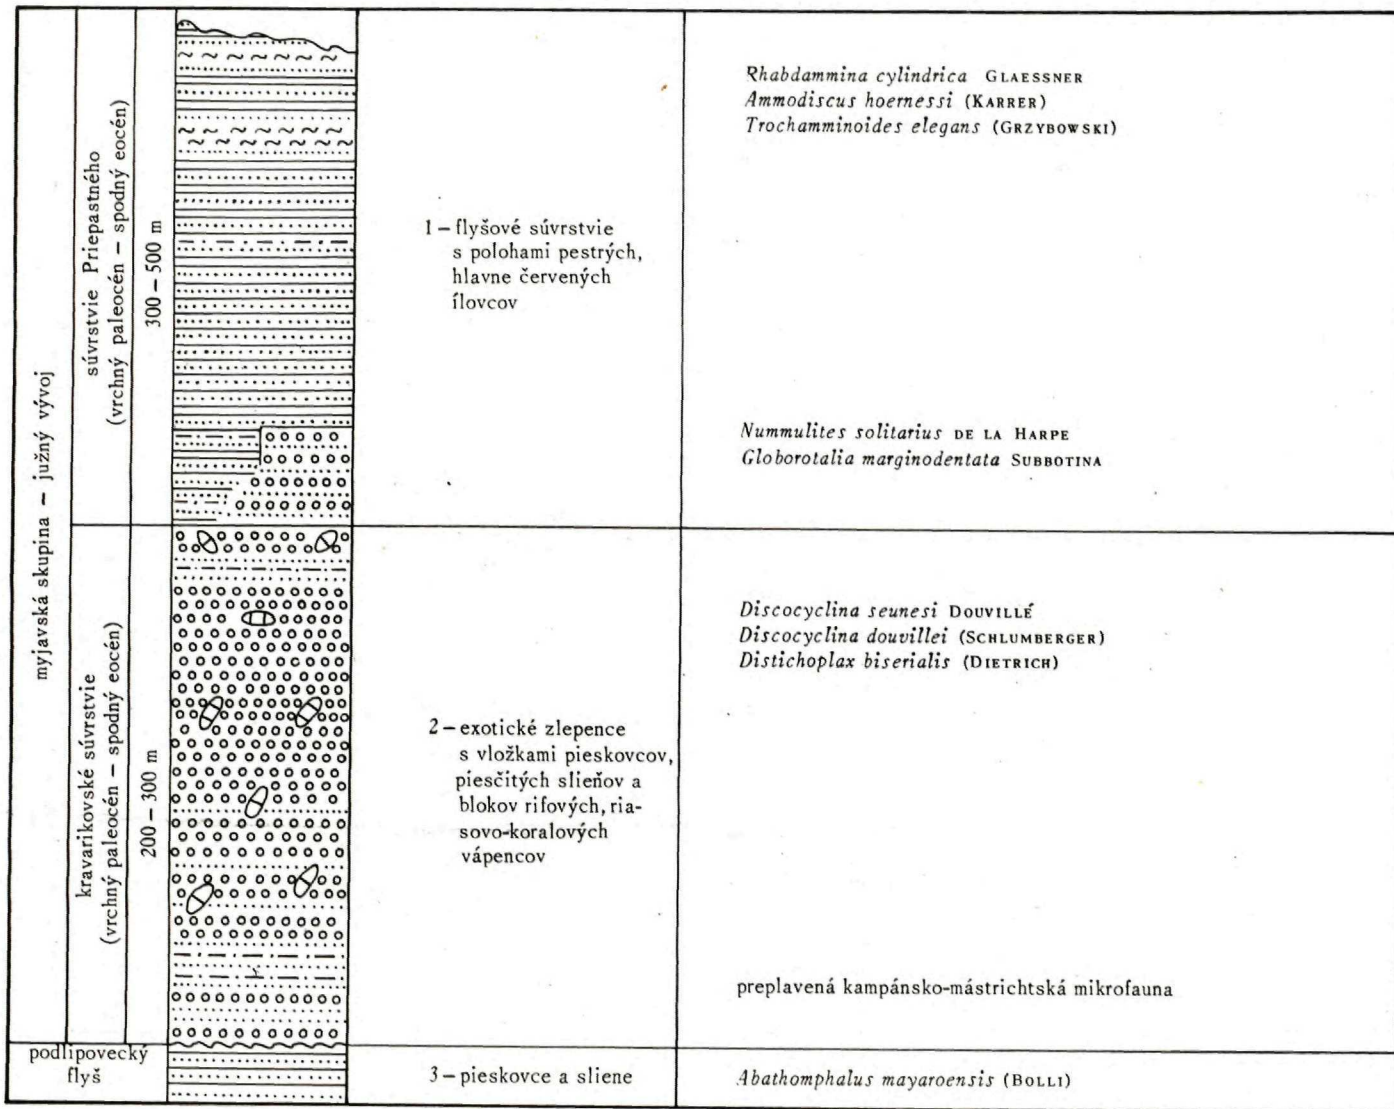 myjavská skupina – južný vývoj
súvrstvie Priepastného
(vrchný paleocén – spodný eocén)
300 – 500 m
1 – flyšové súvrstvie
s polohami pestrých,
hlavne červených
ílovcov
Rhabdammina cylindrica GLAESSNER
Ammodiscus hoernessi (KARRER)
Trochamminoides elegans (GRZYBOWSKI)
Nummulites solitarius DE LA HARPE
Globorotalia marginodentata SUBBOTINA
kravarikovské súvrstvie
(vrchný paleocén – spodný eocén)
200 – 300 m
2 – exotické zlepence
s vložkami pieskovcov,
piesčitých slieňov a
blokov rifových, ria-
sovo-koralových
vápencov
Discocyclina seunesi DOUVILLÉ
Discocyclina douvillei (SCHLUMBERGER)
Distichoplax biserialis (DIETRICH)
preplavená kampánsko-mástrichtská mikrofauna
podlipovecký
flyš
3 – pieskovce a sliene
Abathomphalus mayaroensis (BOLLI)